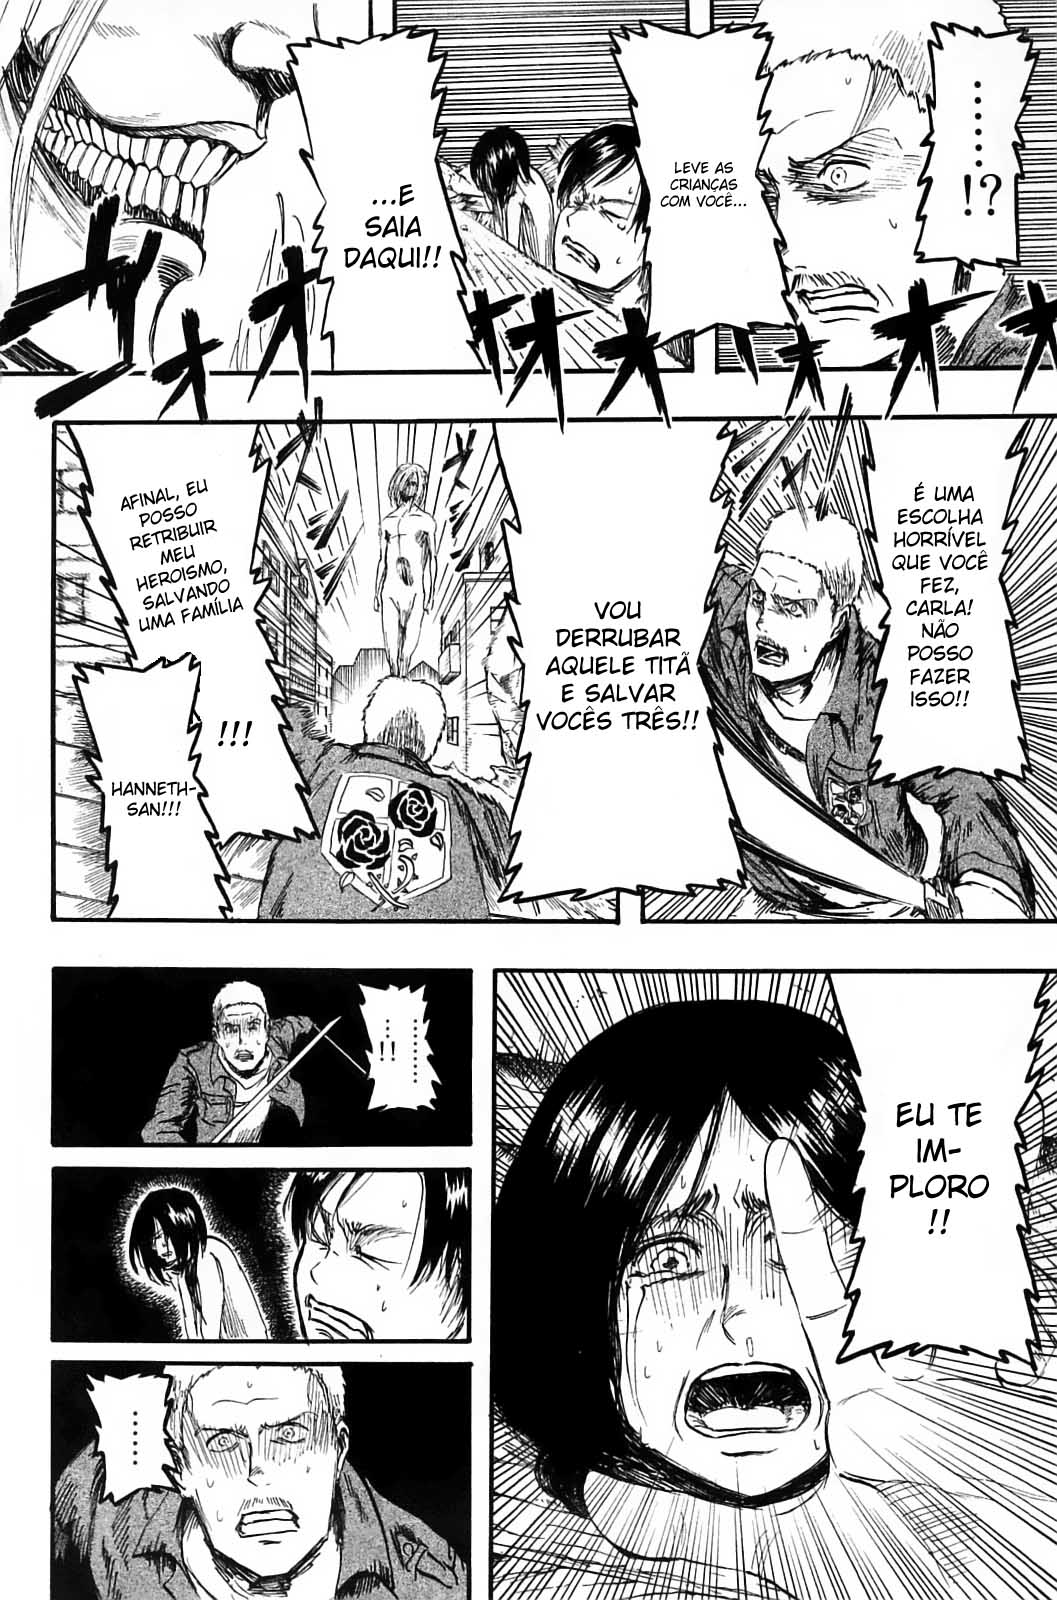 .......
!?
LEVE AS
CRIANÇAS
COM VOCÊ...
...E
SAIA
DAQUI!!
É UMA
ESCOLHA
HORRÍVEL
QUE VOCÊ
FEZ,
CARLA!
NÃO
POSSO
FAZER
ISSO!!
VOU
DERRUBAR
AQUELE TITÃ
E SALVAR
VOCÊS TRÊS!!
AFINAL, EU
POSSO
RETRIBUIR
MEU
HEROISMO,
SALVANDO
UMA FAMÍLIA
!!!
HANNETH-
SAN!!!
EU TE
IM-
PLORO
!!
........
!!
......